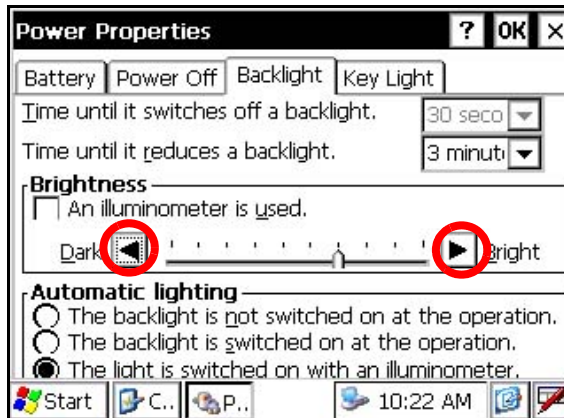 Power Properties ? OK ×
Battery Power Off Backlight Key Light
Time until it switches off a backlight. 30 seco
Time until it reduces a backlight. 3 minut
Brightness
An illuminometer is used.
Dark Bright
Automatic lighting
The backlight is not switched on at the operation.
The backlight is switched on at the operation.
The light is switched on with an illuminometer.
Start C.. P.. 10:22 AM